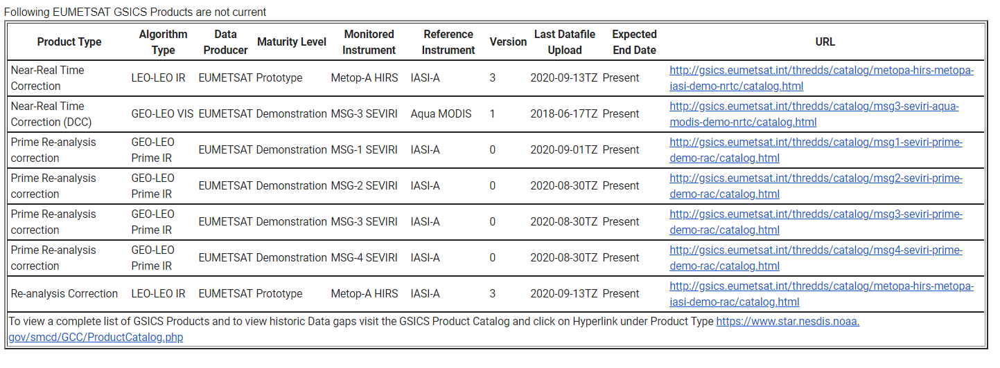 Following EUMETSAT GSICS Products are not current
Product Type Algorithm Type Data Producer Maturity Level Monitored Instrument Reference Instrument Version Last Datafile Upload Expected End Date URL
Near-Real Time Correction LEO-LEO IR EUMETSAT Prototype Metop-A HIRS IASI-A 3 2020-09-13TZ Present http://gsics.eumetsat.int/thredds/catalog/metopa-hirs-metopa-iasi-demo-nrtc/catalog.html
Near-Real Time Correction (DCC) GEO-LEO VIS EUMETSAT Demonstration MSG-3 SEVIRI Aqua MODIS 1 2018-06-17TZ Present http://gsics.eumetsat.int/thredds/catalog/msg3-seviri-aqua-modis-demo-nrtc/catalog.html
Prime Re-analysis correction GEO-LEO Prime IR EUMETSAT Demonstration MSG-1 SEVIRI IASI-A 0 2020-09-01TZ Present http://gsics.eumetsat.int/thredds/catalog/msg1-seviri-prime-demo-rac/catalog.html
Prime Re-analysis correction GEO-LEO Prime IR EUMETSAT Demonstration MSG-2 SEVIRI IASI-A 0 2020-08-30TZ Present http://gsics.eumetsat.int/thredds/catalog/msg2-seviri-prime-demo-rac/catalog.html
Prime Re-analysis correction GEO-LEO Prime IR EUMETSAT Demonstration MSG-3 SEVIRI IASI-A 0 2020-08-30TZ Present http://gsics.eumetsat.int/thredds/catalog/msg3-seviri-prime-demo-rac/catalog.html
Prime Re-analysis correction GEO-LEO Prime IR EUMETSAT Demonstration MSG-4 SEVIRI IASI-A 0 2020-08-30TZ Present http://gsics.eumetsat.int/thredds/catalog/msg4-seviri-prime-demo-rac/catalog.html
Re-analysis Correction LEO-LEO IR EUMETSAT Prototype Metop-A HIRS IASI-A 3 2020-09-13TZ Present http://gsics.eumetsat.int/thredds/catalog/metopa-hirs-metopa-iasi-demo-rac/catalog.html
To view a complete list of GSICS Products and to view historic Data gaps visit the GSICS Product Catalog and click on Hyperlink under Product Type https://www.star.nesdis.noaa.
gov/smcd/GCC/ProductCatalog.php